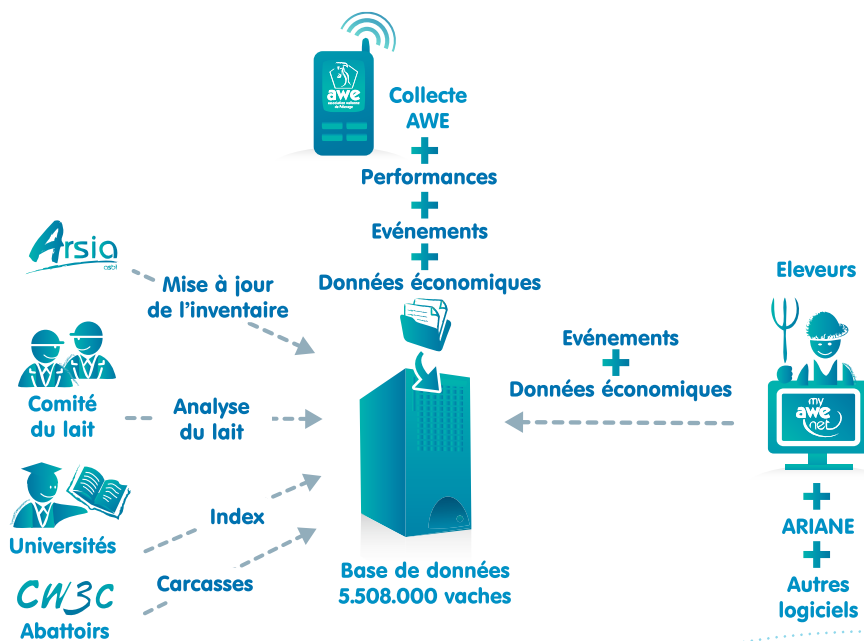 awe
Collecte
AWE
+
Performances
+
Evénements
+
Données économiques
Arsia
asbl
Mise à jour
de l'inventaire
Eleveurs
Evénements
+
Données économiques
my
awe
net
Comité
du lait
Analyse
du lait
Universités
Index
+
ARIANE
+
Autres
logiciels
CW3C
Abattoirs
Carcasses
Base de données
5.508.000 vaches